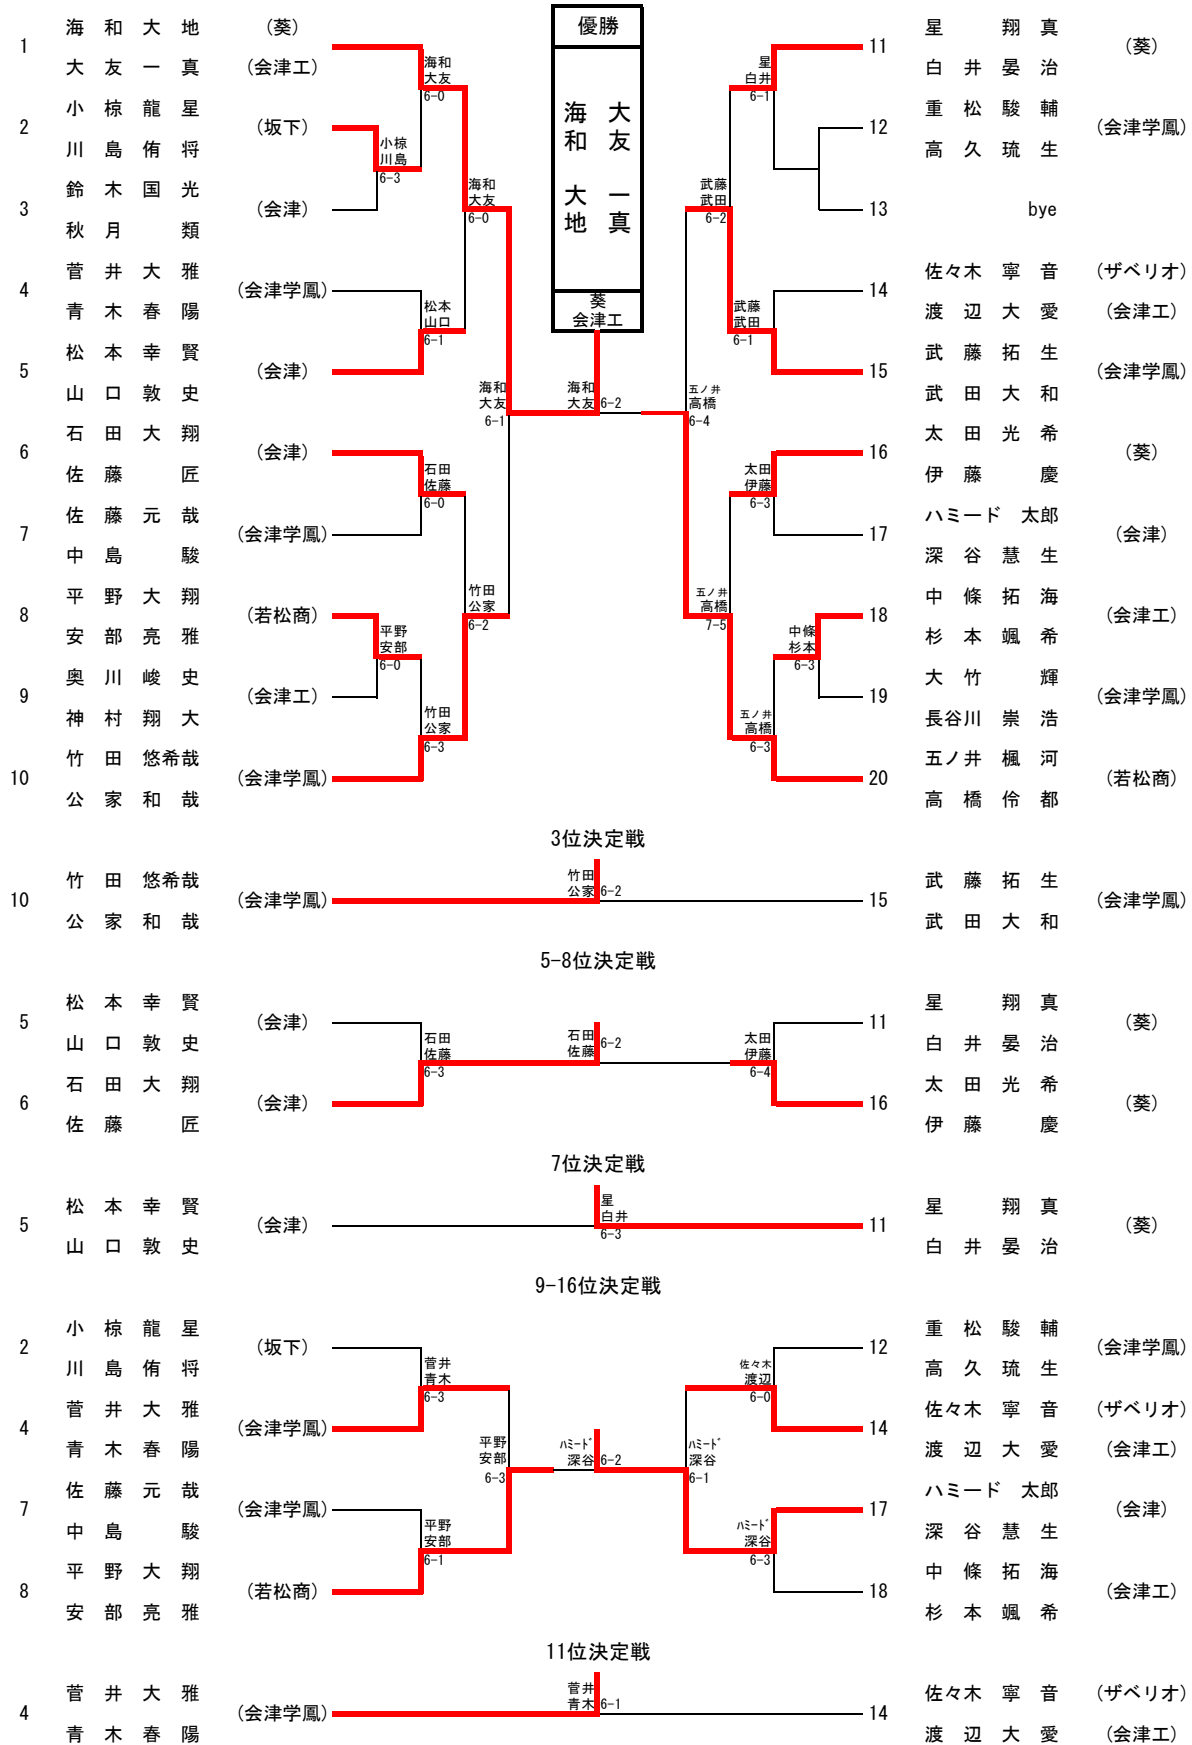 優勝
海和 大地
大友 一真
葵
会津工
1 海和大地 (葵)
大友一真 (会津工)
2 小椋龍星 (坂下)
川島侑将
3 鈴木国光 (会津)
秋月類
4 菅井大雅 (会津学鳳)
青木春陽
5 松本幸賢 (会津)
山口敦史
6 石田大翔 (会津)
佐藤匠
7 佐藤元哉 (会津学鳳)
中島駿
8 平野大翔 (若松商)
安部亮雅
9 奥川峻史 (会津工)
神村翔大
10 竹田悠希哉 (会津学鳳)
公家和哉
海和
大友
6-0
小椋
川島
6-3
海和
大友
6-0
松本
山口
6-1
海和
大友
6-1
石田
佐藤
6-0
竹田
公家
6-2
平野
安部
6-0
竹田
公家
6-3
海和
大友 6-2
星
白井
6-1
武藤
武田
6-2
武藤
武田
6-1
五ノ井
高橋
6-4
太田
伊藤
6-3
五ノ井
高橋
7-5
中條
杉本
6-3
五ノ井
高橋
6-3
11 星翔真 (葵)
白井晏治
12 重松駿輔 (会津学鳳)
高久琉生
13 bye
14 佐々木寧音 (ザベリオ)
渡辺大愛 (会津工)
15 武藤拓生 (会津学鳳)
武田大和
16 太田光希 (葵)
伊藤慶
17 ハミード 太郎 (会津)
深谷慧生
18 中條拓海 (会津工)
杉本颯希
19 大竹輝 (会津学鳳)
長谷川崇浩
20 五ノ井楓河 (若松商)
高橋伶都
3位決定戦
10 竹田悠希哉 (会津学鳳)
公家和哉
竹田
公家 6-2
15 武藤拓生 (会津学鳳)
武田大和
5-8位決定戦
5 松本幸賢 (会津)
山口敦史
6 石田大翔 (会津)
佐藤匠
石田
佐藤
6-3
石田
佐藤 6-2
太田
伊藤
6-4
11 星翔真 (葵)
白井晏治
16 太田光希 (葵)
伊藤慶
7位決定戦
5 松本幸賢 (会津)
山口敦史
星
白井
6-3
11 星翔真 (葵)
白井晏治
9-16位決定戦
2 小椋龍星 (坂下)
川島侑将
4 菅井大雅 (会津学鳳)
青木春陽
7 佐藤元哉 (会津学鳳)
中島駿
8 平野大翔 (若松商)
安部亮雅
菅井
青木
6-3
平野
安部
6-3
平野
安部
6-1
ﾊﾐｰﾄﾞ
深谷 6-2
佐々木
渡辺
6-0
ﾊﾐｰﾄﾞ
深谷
6-1
ﾊﾐｰﾄﾞ
深谷
6-3
12 重松駿輔 (会津学鳳)
高久琉生
14 佐々木寧音 (ザベリオ)
渡辺大愛 (会津工)
17 ハミード 太郎 (会津)
深谷慧生
18 中條拓海 (会津工)
杉本颯希
11位決定戦
4 菅井大雅 (会津学鳳)
青木春陽
菅井
青木 6-1
14 佐々木寧音 (ザベリオ)
渡辺大愛 (会津工)